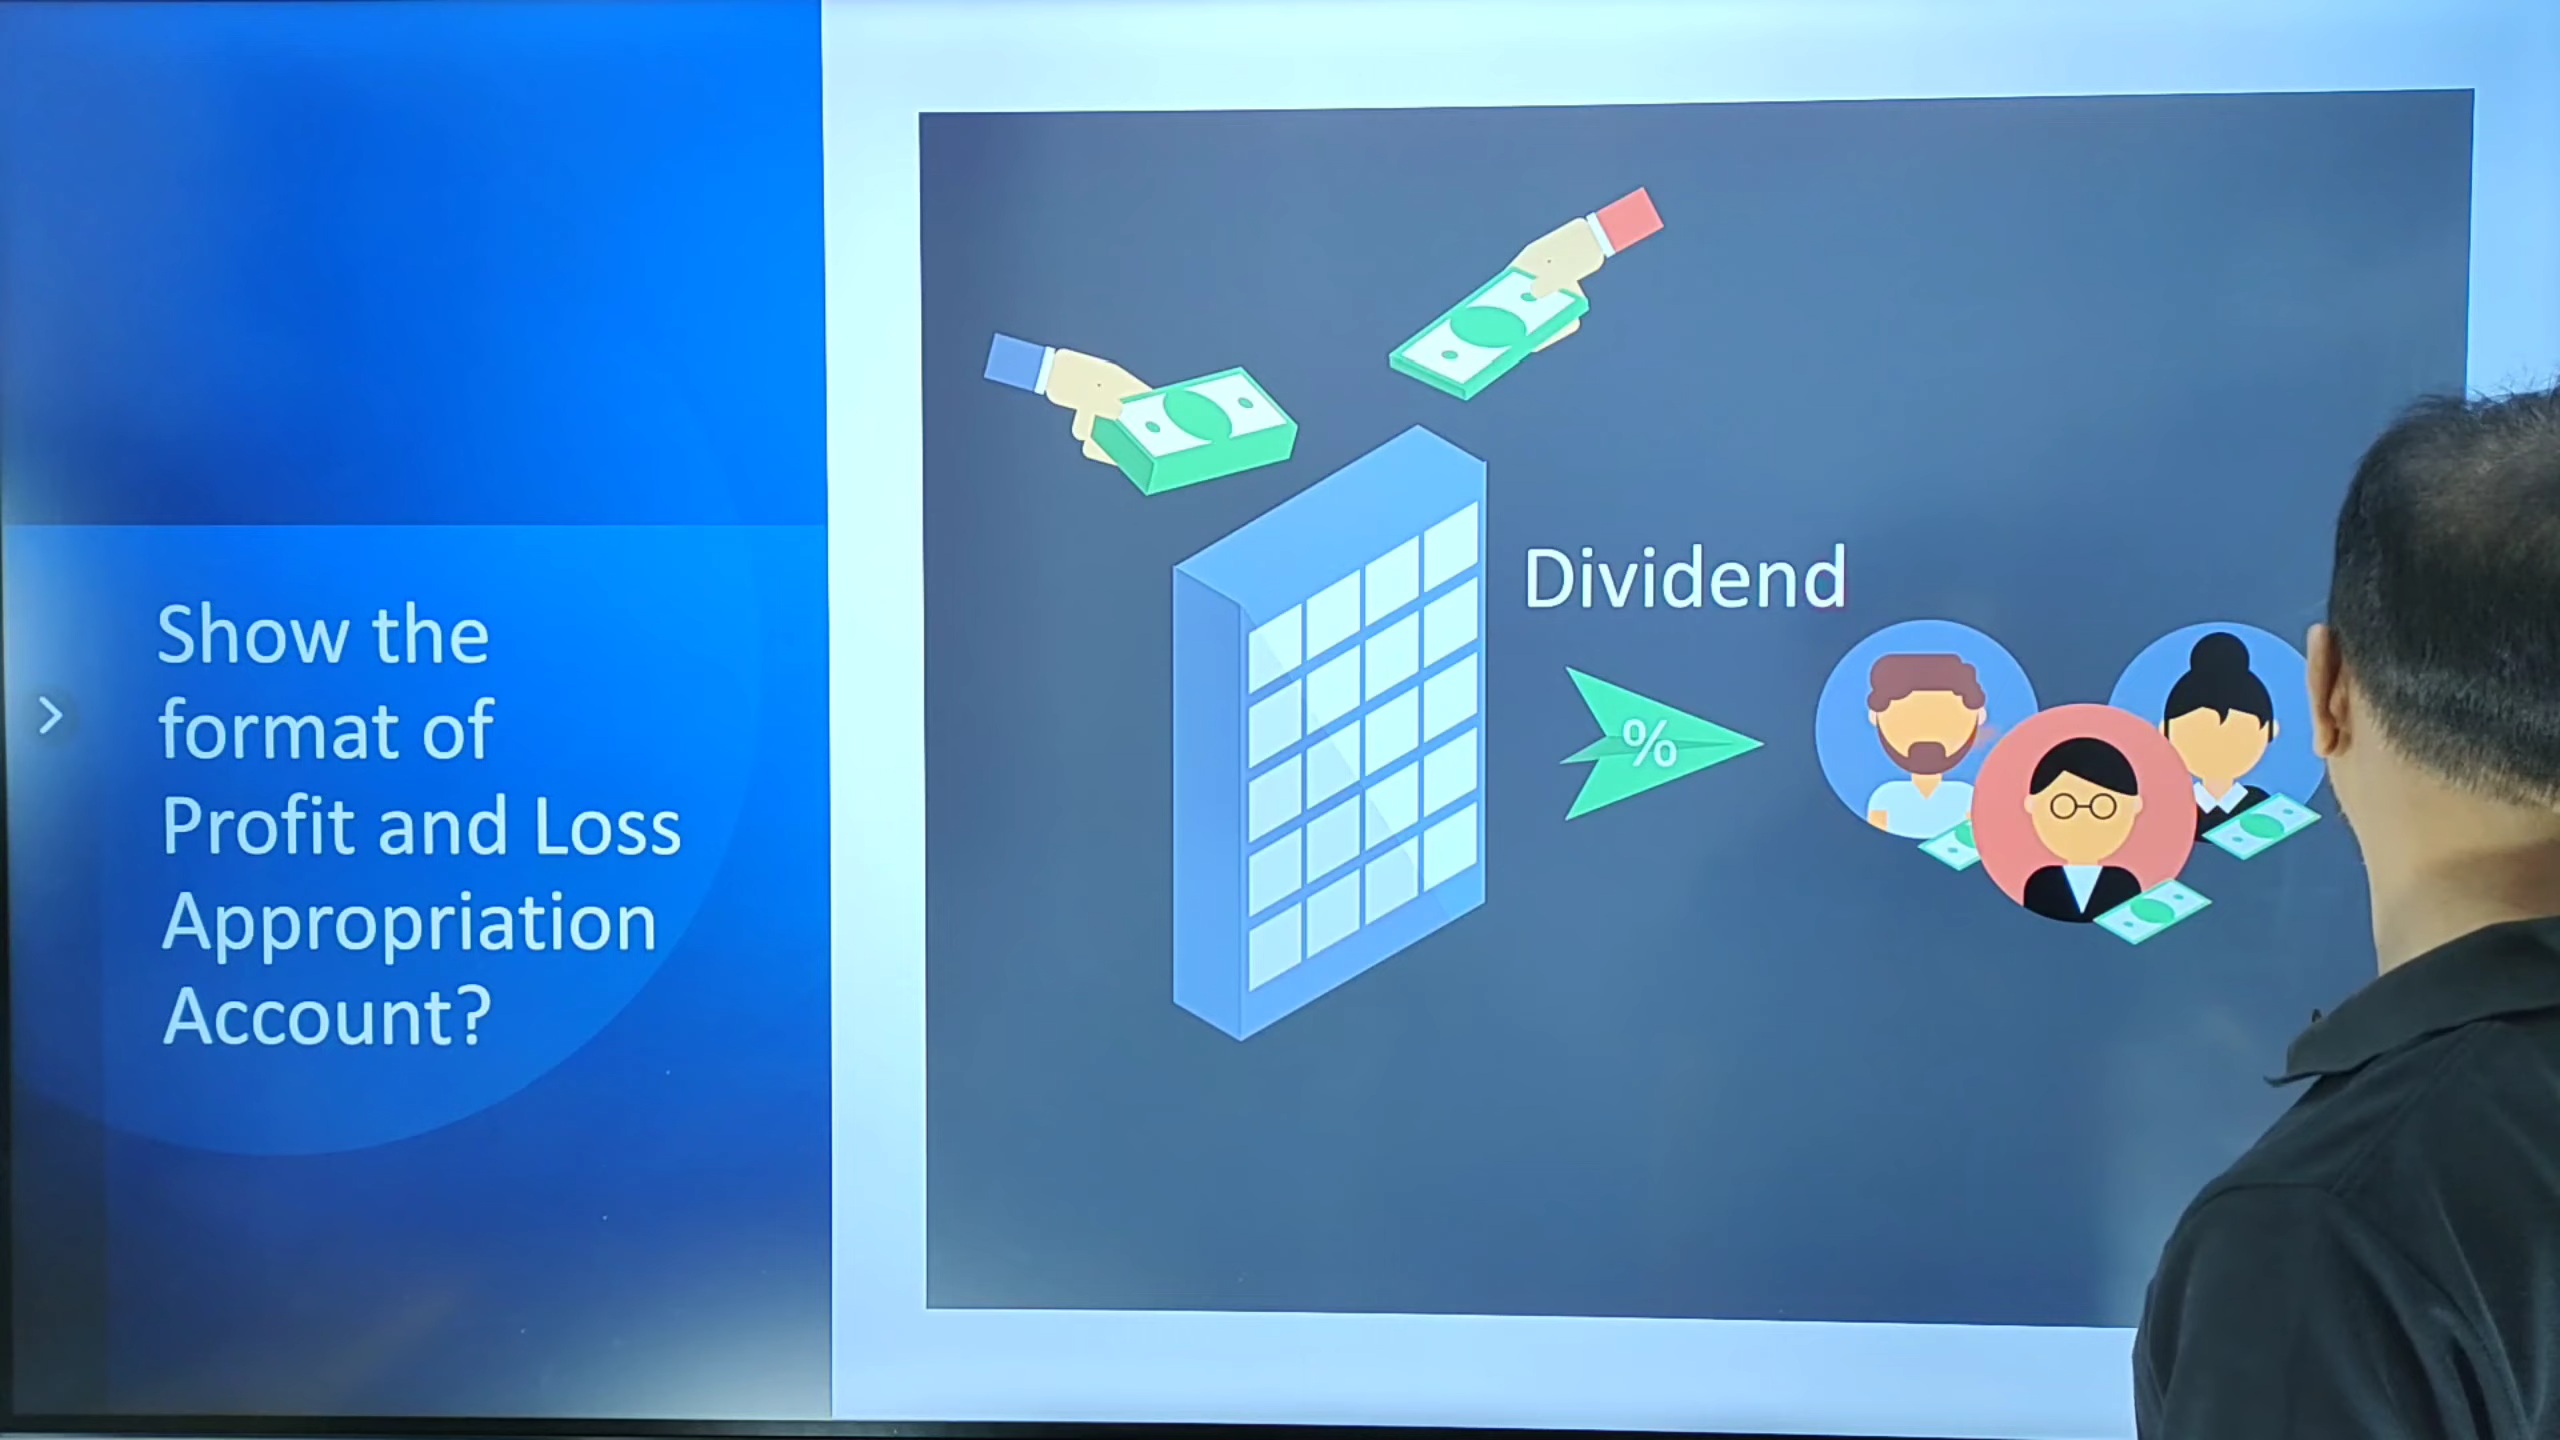 Show the
format of
Profit and Loss
Appropriation
Account?
Dividend
%